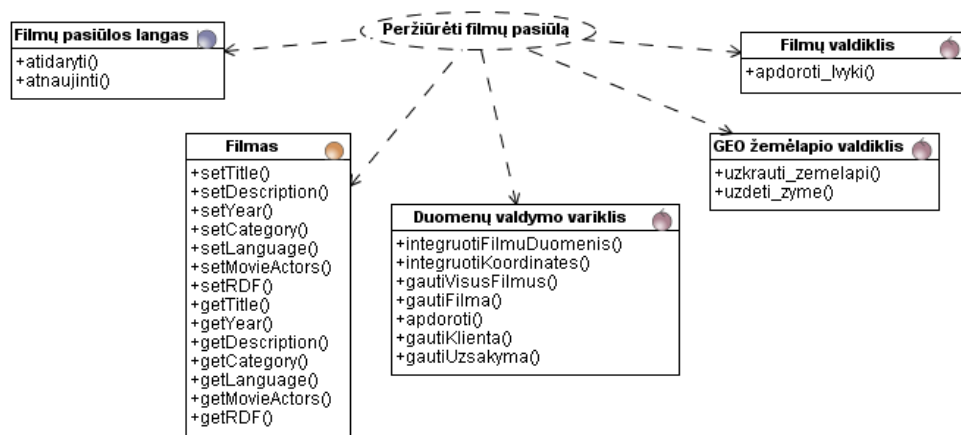 Peržiūrėti filmų pasiūlą
Filmų pasiūlos langas
+atidaryti()
+atnaujinti()
Filmų valdiklis
+apdoroti_Ivyki()
Filmas
+setTitle()
+setDescription()
+setYear()
+setCategory()
+setLanguage()
+setMovieActors()
+setRDF()
+getTitle()
+getYear()
+getDescription()
+getCategory()
+getLanguage()
+getMovieActors()
+getRDF()
Duomenų valdymo variklis
+integruotiFilmuDuomenis()
+integruotiKoordinates()
+gautiVisusFilmus()
+gautiFilma()
+apdoroti()
+gautiKlienta()
+gautiUzsakyma()
GEO žemėlapio valdiklis
+uzkrauti_zemelapi()
+uzdeti_zyme()